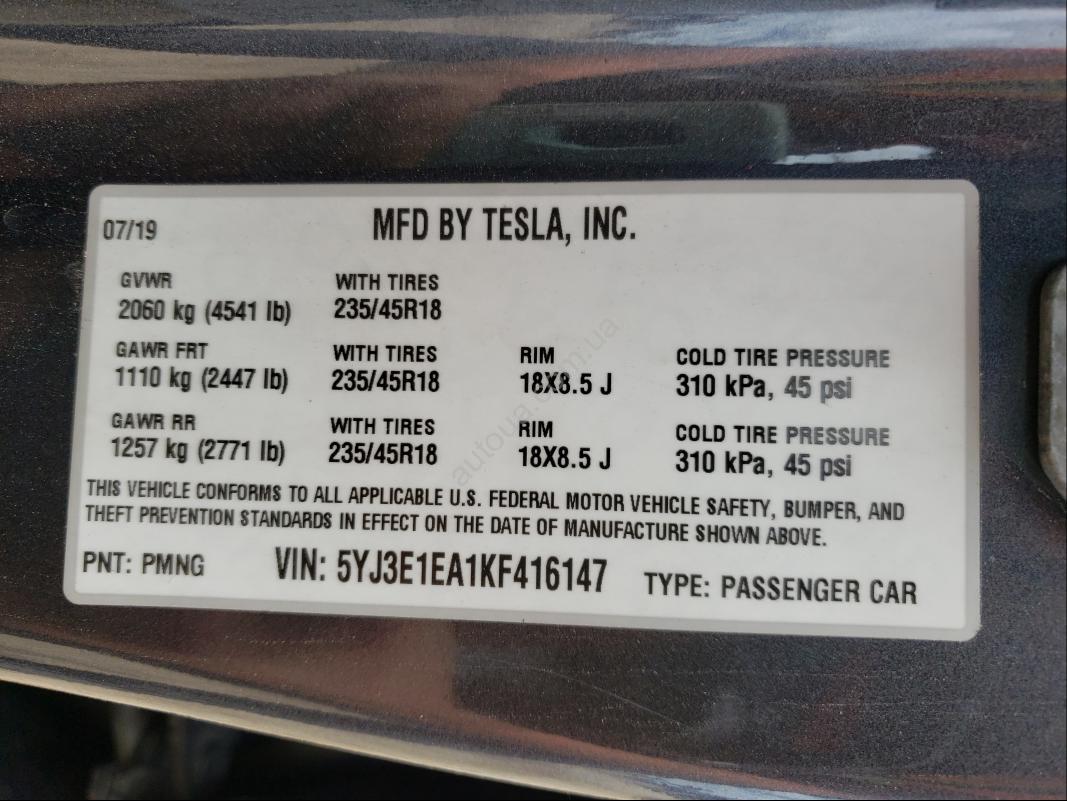 07/19 MFD BY TESLA, INC.
GVWR WITH TIRES
2060 kg (4541 lb) 235/45R18
GAWR FRT WITH TIRES RIM COLD TIRE PRESSURE
1110 kg (2447 lb) 235/45R18 18X8.5 J 310 kPa, 45 psi
GAWR RR WITH TIRES RIM COLD TIRE PRESSURE
1257 kg (2771 lb) 235/45R18 18X8.5 J 310 kPa, 45 psi
THIS VEHICLE CONFORMS TO ALL APPLICABLE U.S. FEDERAL MOTOR VEHICLE SAFETY, BUMPER, AND
THEFT PREVENTION STANDARDS IN EFFECT ON THE DATE OF MANUFACTURE SHOWN ABOVE.
PNT: PMNG VIN: 5YJ3E1EA1KF416147 TYPE: PASSENGER CAR